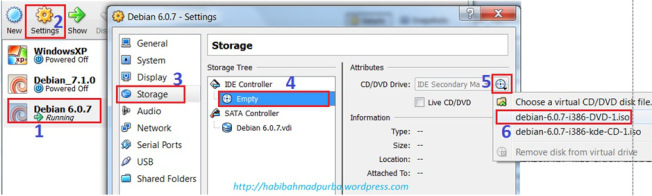 New
Settings
Show
2
WindowsXP
Powered Off
Debian_7.1.0
Powered Off
Debian 6.0.7
Running
1
Debian 6.0.7 - Settings
?
General
System
Display
Storage
3
Audio
Network
Serial Ports
USB
Shared Folders
Storage
Storage Tree
4
IDE Controller
Empty
SATA Controller
Debian 6.0.7.vdi
Attributes
CD/DVD Drive:
IDE Secondary Ma
5
Live CD/DVD
Information
Type: --
Size: --
Location: --
Attached To: --
Choose a virtual CD/DVD disk file.
debian-6.0.7-i386-DVD-1.iso
6
debian-6.0.7-i386-kde-CD-1.iso
Remove disk from virtual drive
http://habibahmadpurba.wordpress.com